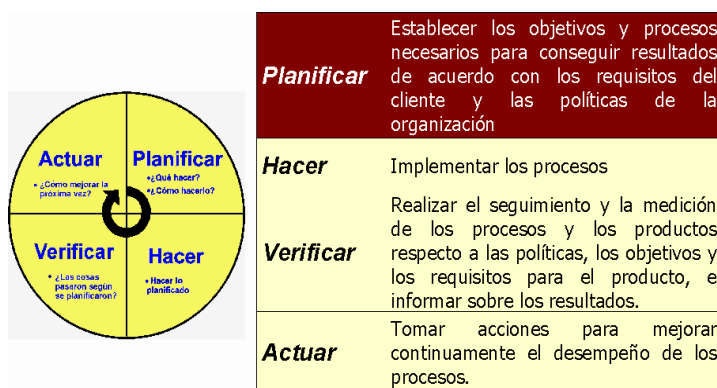 Actuar
• ¿Cómo mejorar la
próxima vez?
Planificar
•¿Qué hacer?
•¿Cómo hacerlo?
Verificar
• ¿Las cosas
pasaron según
se planificaron?
Hacer
• Hacer lo
planificado
Planificar
Establecer los objetivos y procesos
necesarios para conseguir resultados
de acuerdo con los requisitos del
cliente y las políticas de la
organización
Hacer
Implementar los procesos
Verificar
Realizar el seguimiento y la medición
de los procesos y los productos
respecto a las políticas, los objetivos y
los requisitos para el producto, e
informar sobre los resultados.
Actuar
Tomar acciones para mejorar
continuamente el desempeño de los
procesos.